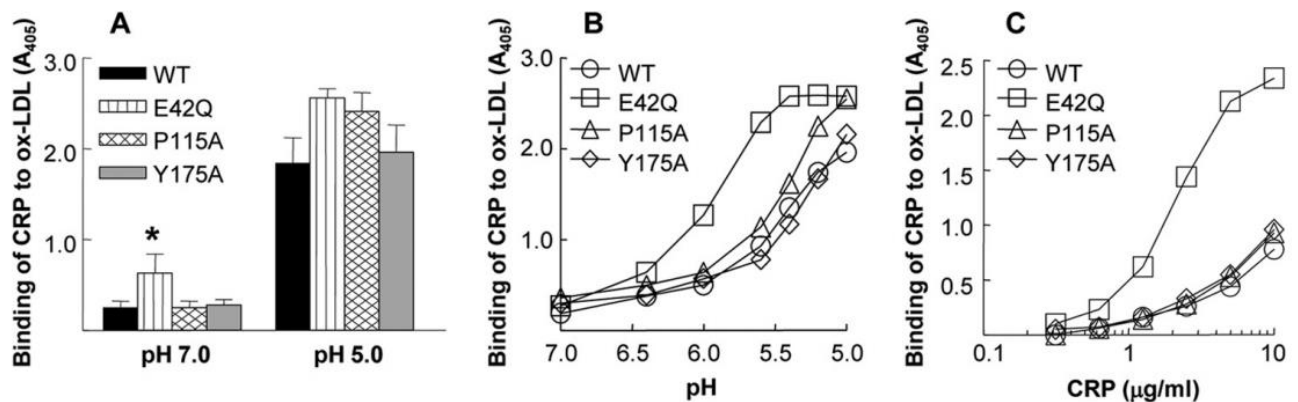 A
Binding of CRP to ox-LDL (A405)
3.0
2.0
1.0
WT
E42Q
P115A
Y175A
*
pH 7.0 pH 5.0
B
Binding of CRP to ox-LDL (A405)
3.0
2.0
1.0
WT
E42Q
P115A
Y175A
7.0 6.5 6.0 5.5 5.0
pH
C
Binding of CRP to ox-LDL (A405)
2.5
2.0
1.5
1.0
0.5
WT
E42Q
P115A
Y175A
0.1 1 10
CRP (µg/ml)